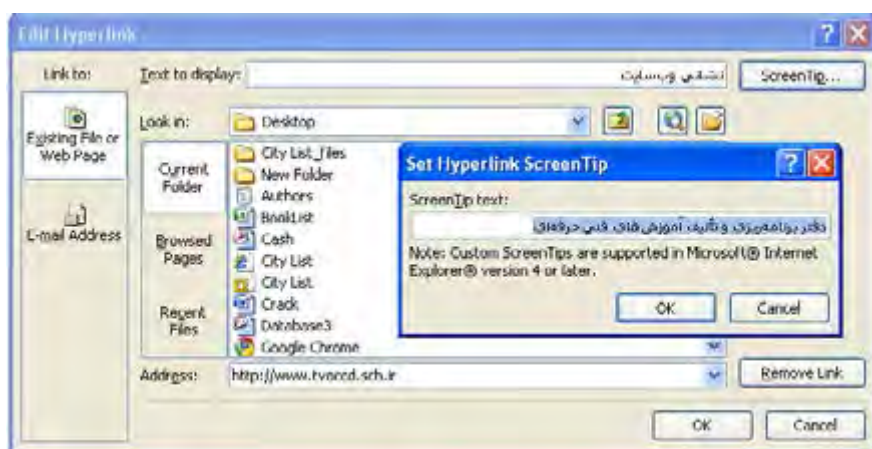 Edit Hyperlink
Link to:
Text to display:
نشانی وب‌سایت
ScreenTip...
Existing File or
Web Page
E-mail Address
Look in:
Desktop
Current
Folder
Browsed
Pages
Recent
Files
City List_files
New Folder
Authors
BookList
Cash
City List
City List
Crack
Database3
Google Chrome
Set Hyperlink ScreenTip
ScreenTip text:
دفتر برنامه‌ریزی و تألیف آموزش های فنی حرفه‌ای
Note: Custom ScreenTips are supported in Microsoft® Internet
Explorer® version 4 or later.
OK
Cancel
Address:
http://www.tvoccd.sch.ir
Remove Link
OK
Cancel